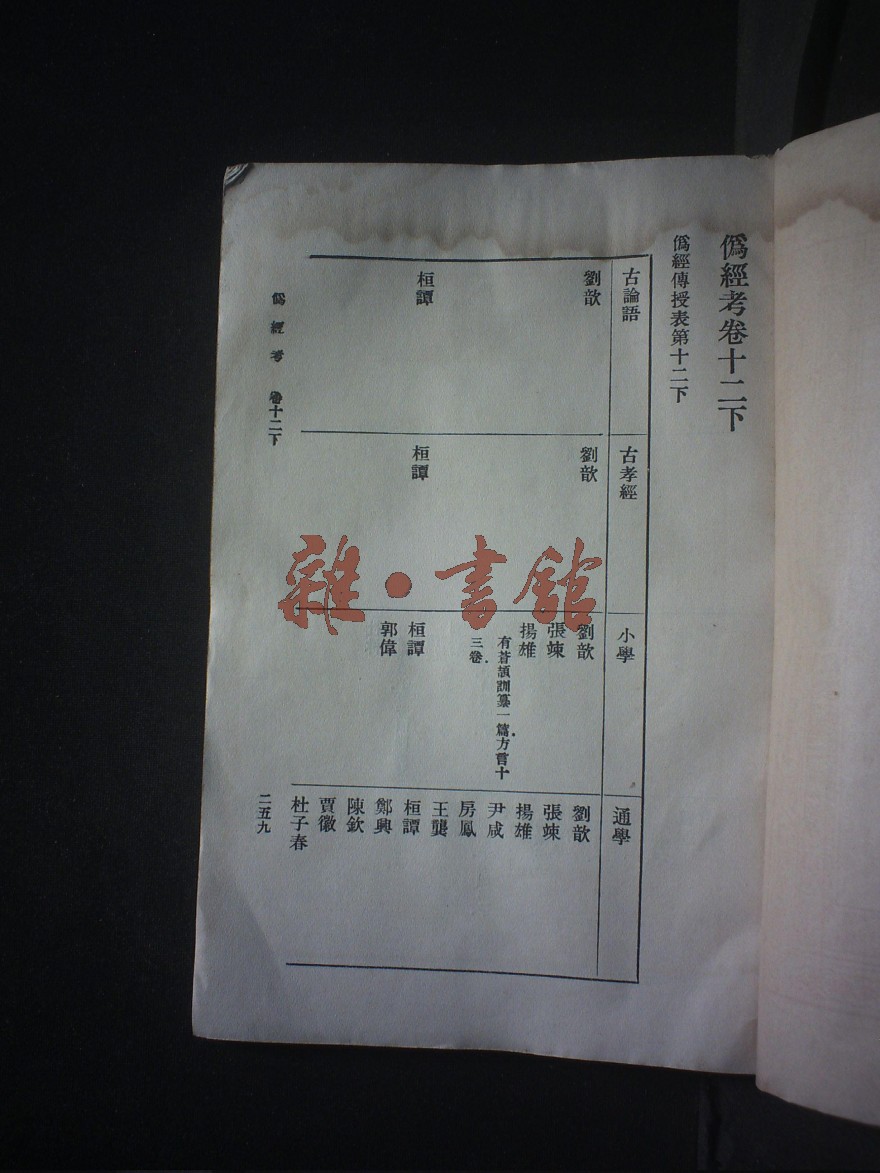 僞經考卷十二下
僞經傳授表第十二下
古論語
劉歆
桓譚
古孝經
劉歆
桓譚
小學
劉歆
張竦
揚雄
有蒼頡訓纂一篇方言十
三卷
桓譚
郭偉
通學
劉歆
張竦
揚雄
尹咸
房鳳
王龔
桓譚
鄭興
陳欽
賈徽
杜子春
僞經考 卷十二下
二五九
雜·書館